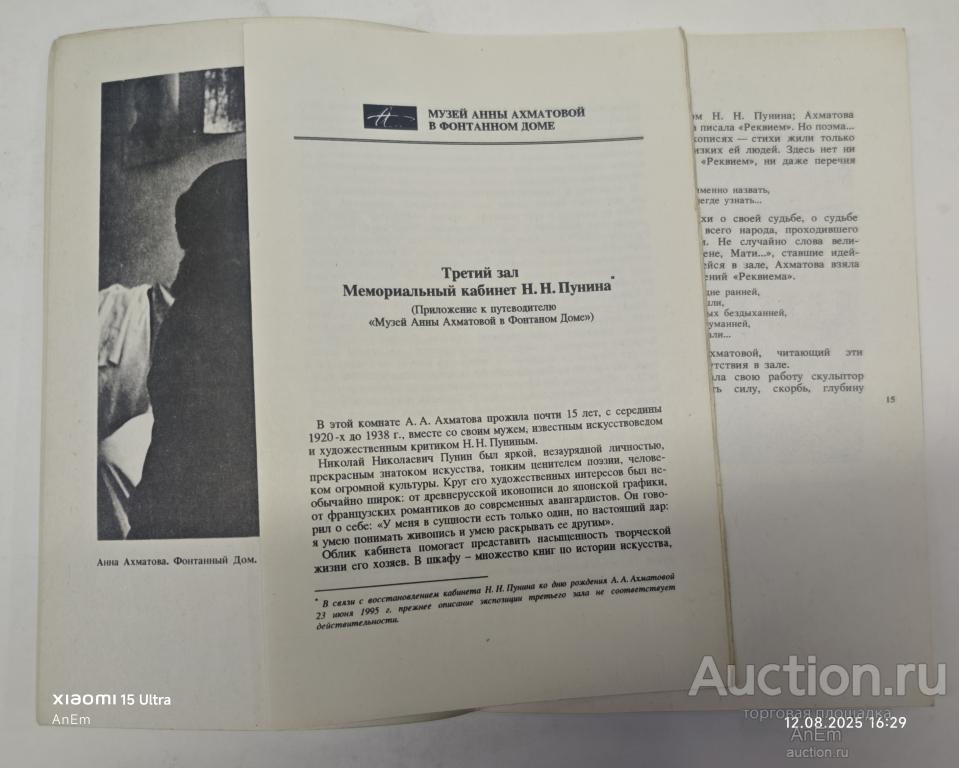 Анна Ахматова. Фонтанный Дом.
МУЗЕЙ АННЫ АХМАТОВОЙ
В ФОНТАННОМ ДОМЕ
Третий зал
Мемориальный кабинет Н. Н. Пунина*
(Приложение к путеводителю
«Музей Анны Ахматовой в Фонтаном Доме»)
В этой комнате А. А. Ахматова прожила почти 15 лет, с середины
1920-х до 1938 г., вместе со своим мужем, известным искусствоведом
и художественным критиком Н. Н. Пуниным.
Николай Николаевич Пунин был яркой, незаурядной личностью,
прекрасным знатоком искусства, тонким ценителем поэзии, челове-
ком огромной культуры. Круг его художественных интересов был не-
обычайно широк: от древнерусской иконописи до японской графики,
от французских романтиков до современных авангардистов. Он гово-
рил о себе: «У меня в сущности есть только один, но настоящий дар:
я умею понимать живопись и умею раскрывать ее другим».
Облик кабинета помогает представить насыщенность творческой
жизни его хозяев. В шкафу – множество книг по истории искусства,
* В связи с восстановлением кабинета Н. Н. Пунина ко дню рождения А. А. Ахматовой
23 июня 1995 г. прежнее описание экспозиции третьего зала не соответствует
действительности.
Н. Н. Пунина; Ахматова
писала «Реквием». Но поэма...
— стихи жили только
ей людей. Здесь нет ни
«Реквием», ни даже перечня
назвать,
узнать...
о своей судьбе, о судьбе
всего народа, проходившего
Не случайно слова вели-
Мати...», ставшие идей-
в зале, Ахматова взяла
«Реквиема».
ранней,
бездыханней,
читающий эти
в зале.
свою работу скульптор
силу, скорбь, глубину
15
xiaomi 15 Ultra
AnEm
Auction.ru
торговая площадка
12.08.2025 16:29
AnEm
auction.ru